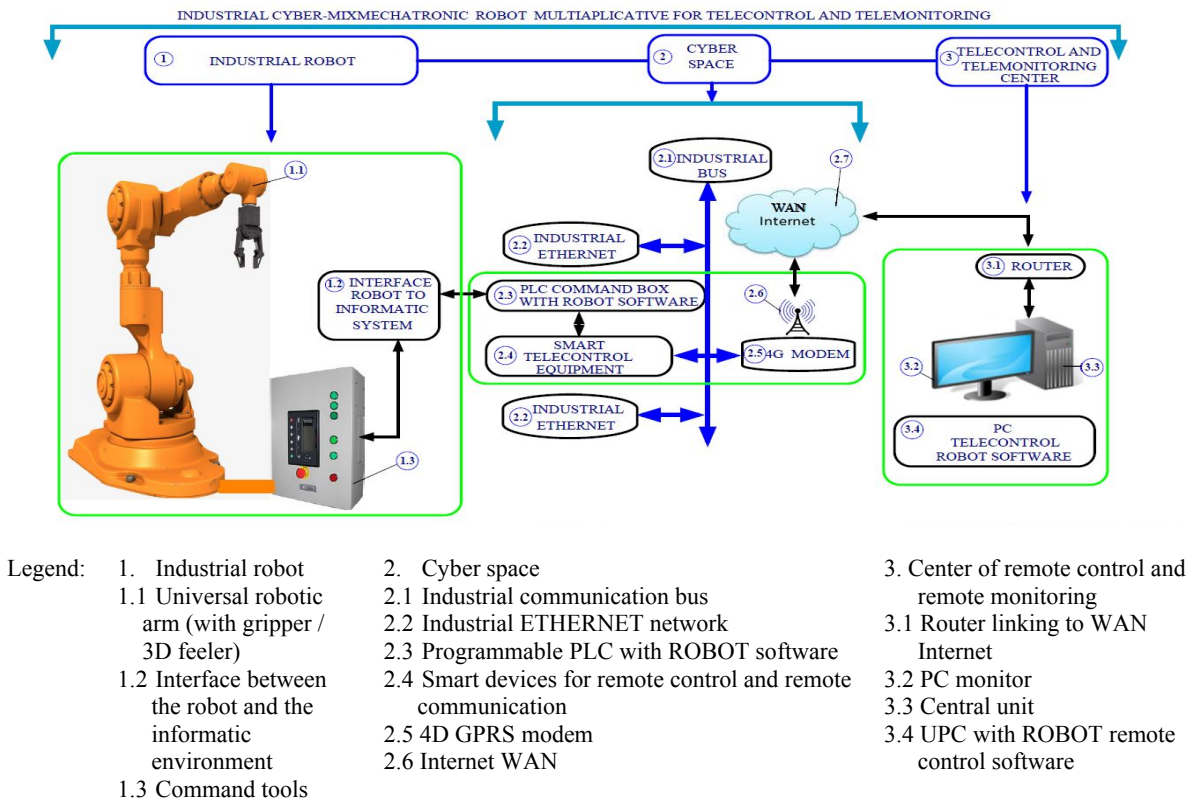 INDUSTRIAL CYBER-MIXMECHATRONIC ROBOT MULTIAPLICATIVE FOR TELECONTROL AND TELEMONITORING
1 INDUSTRIAL ROBOT
2 CYBER
SPACE
3 TELECONTROL AND
TELEMONITORING
CENTER
1.1
1.2 INTERFACE
ROBOT TO
INFORMATIC
SYSTEM
1.3
2.1 INDUSTRIAL
BUS
2.2 INDUSTRIAL
ETHERNET
2.3 PLC COMMAND BOX
WITH ROBOT SOFTWARE
2.4 SMART
TELECONTROL
EQUIPMENT
2.2 INDUSTRIAL
ETHERNET
2.7
WAN
Internet
2.6
2.5 4G MODEM
3.1 ROUTER
3.2
3.3
3.4 PC
TELECONTROL
ROBOT SOFTWARE
Legend:
1. Industrial robot
1.1 Universal robotic
arm (with gripper /
3D feeler)
1.2 Interface between
the robot and the
informatic
environment
1.3 Command tools
2. Cyber space
2.1 Industrial communication bus
2.2 Industrial ETHERNET network
2.3 Programmable PLC with ROBOT software
2.4 Smart devices for remote control and remote
communication
2.5 4D GPRS modem
2.6 Internet WAN
3. Center of remote control and
remote monitoring
3.1 Router linking to WAN
Internet
3.2 PC monitor
3.3 Central unit
3.4 UPC with ROBOT remote
control software